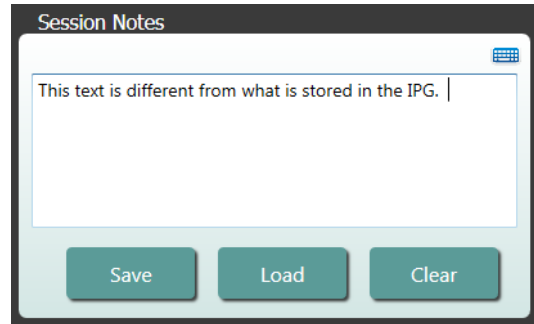 Session Notes
This text is different from what is stored in the IPG.
Save Load Clear